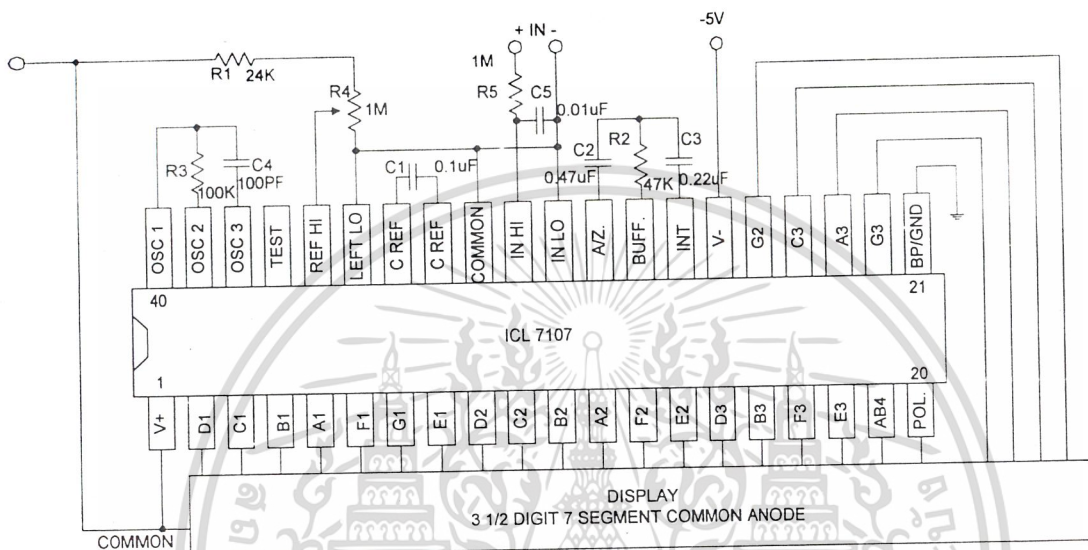 -5V
+ IN -
R1 24K
1M
R4
1M
R5
C5
0.01uF
R3
100K
C4
100PF
C1
0.1uF
C2
0.47uF
R2
47K
C3
0.22uF
OSC 1
OSC 2
OSC 3
TEST
REF HI
LEFT LO
C REF
C REF
COMMON
IN HI
IN LO
A/Z.
BUFF.
INT
V-
G2
C3
A3
G3
BP/GND
40
21
ICL 7107
1
20
V+
D1
C1
B1
A1
F1
G1
E1
D2
C2
B2
A2
F2
E2
D3
B3
F3
E3
AB4
POL.
DISPLAY
3 1/2 DIGIT 7 SEGMENT COMMON ANODE
COMMON